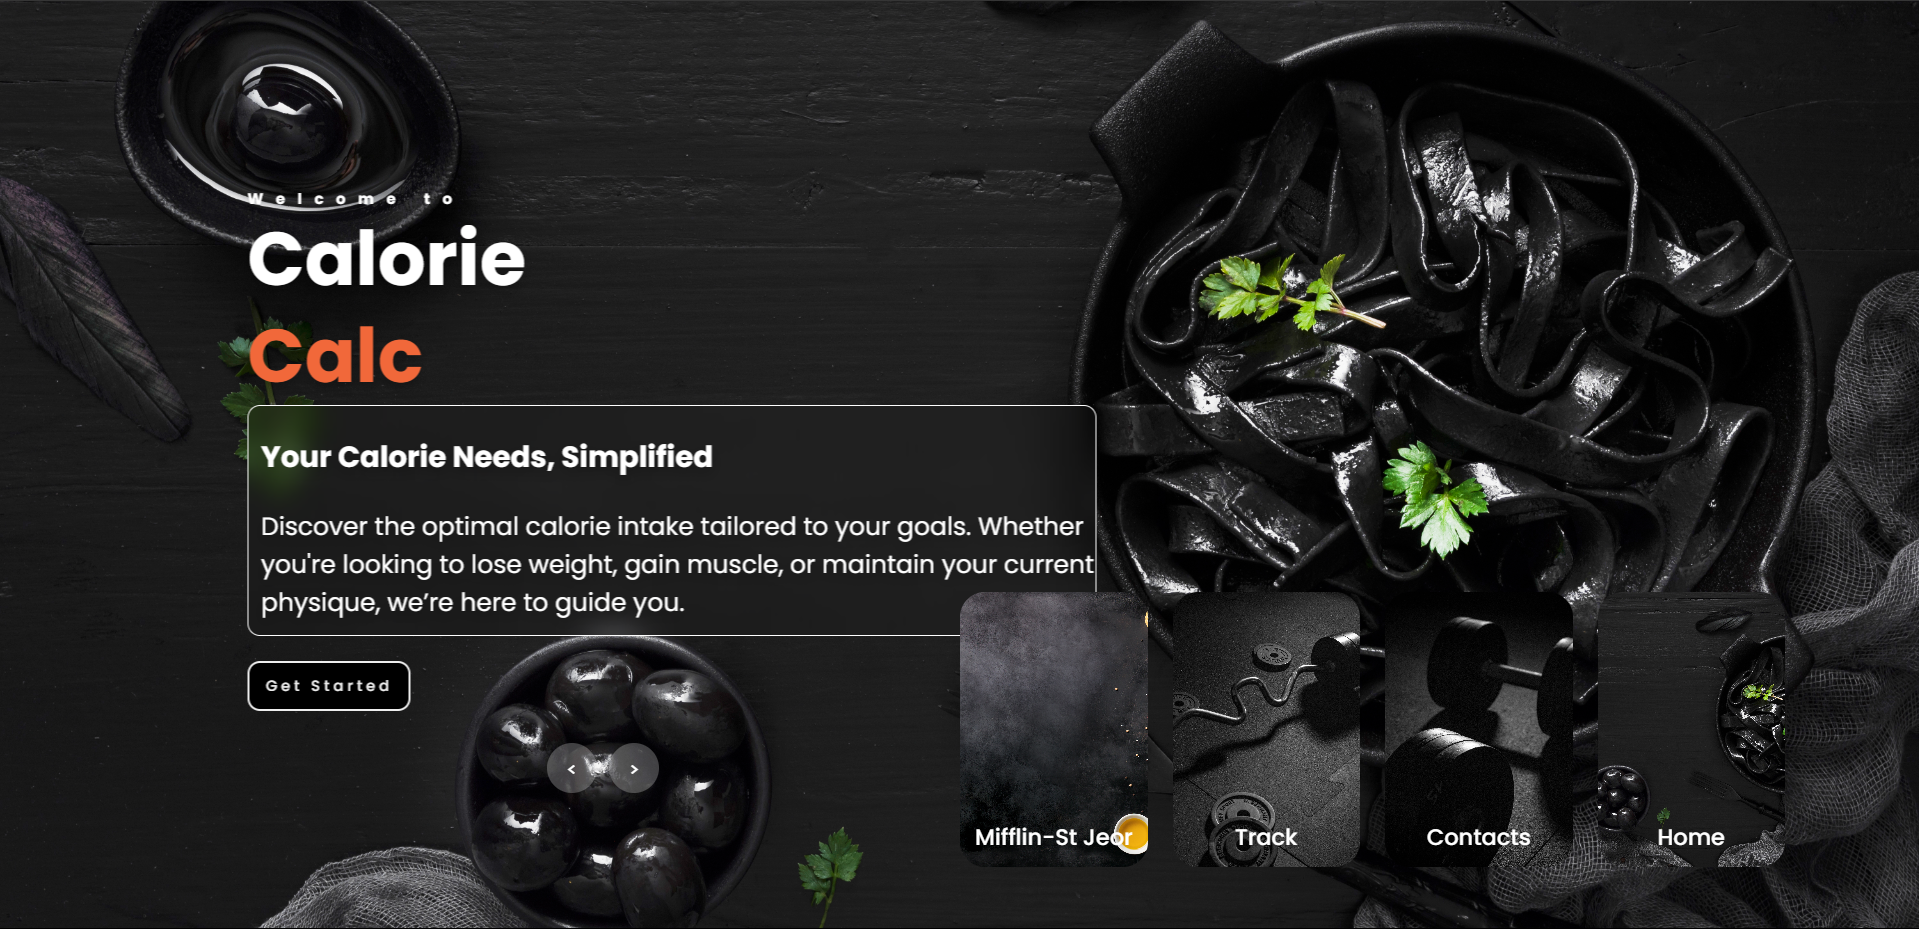 Welcome to
Calorie
Calc
Your Calorie Needs, Simplified
Discover the optimal calorie intake tailored to your goals. Whether
you're looking to lose weight, gain muscle, or maintain your current
physique, we’re here to guide you.
Get Started
< >
Mifflin-St Jeor
Track
Contacts
Home